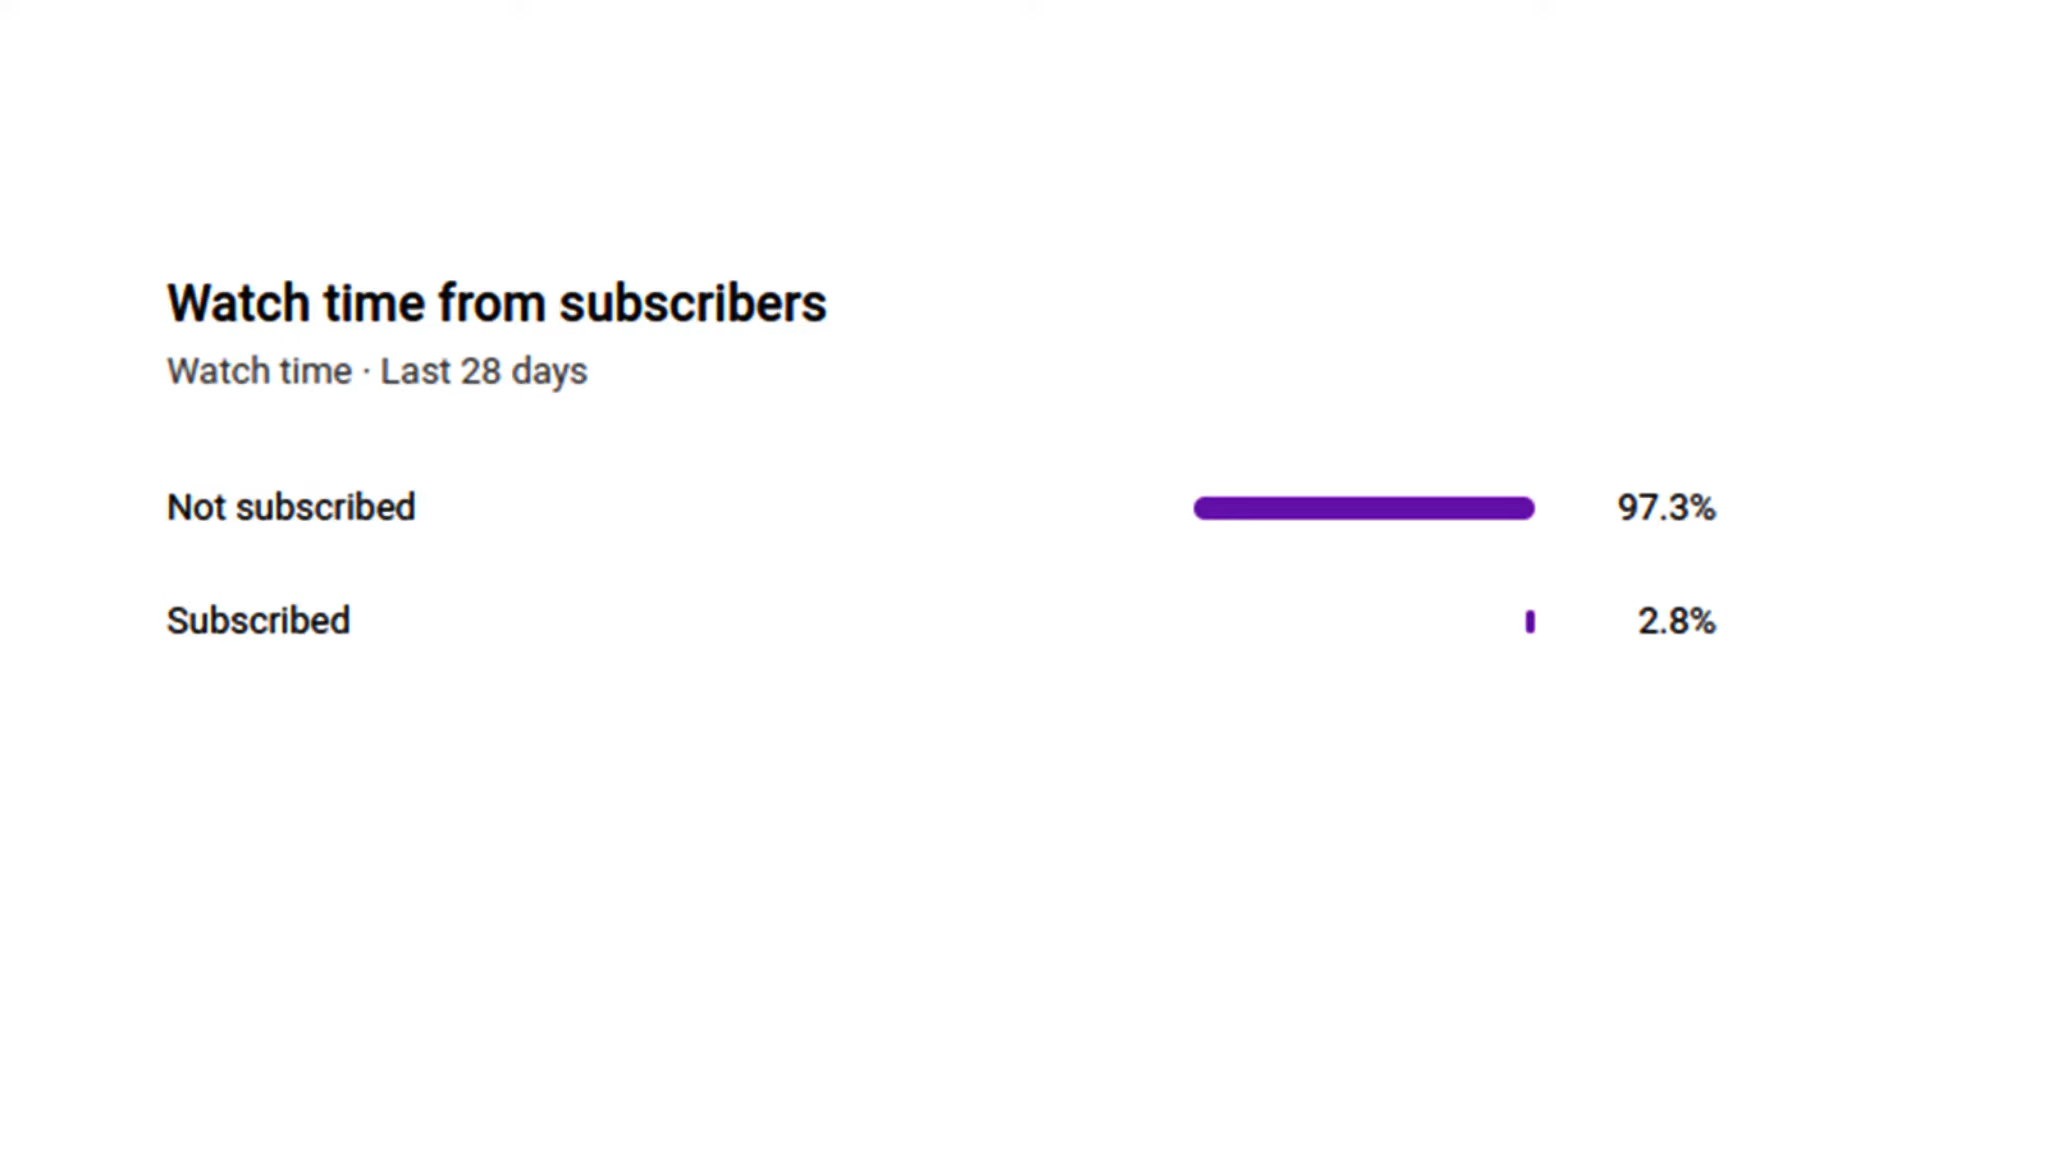 Watch time from subscribers
Watch time · Last 28 days
Not subscribed 97.3%
Subscribed 2.8%